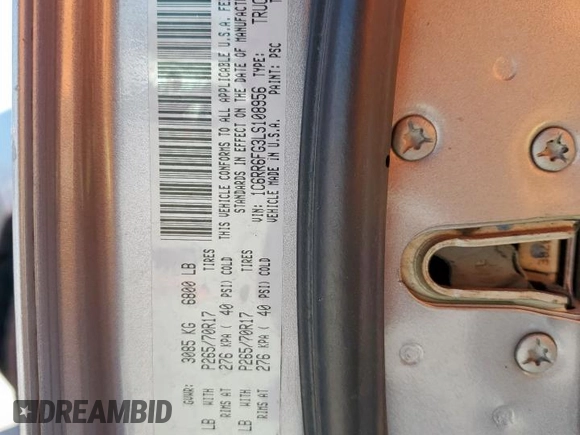 GVWR: 3085 KG 6800 LB
LB WITH P265/70R17 TIRES
RIMS AT 276 KPA ( 40 PSI) COLD
LB WITH P265/70R17 TIRES
RIMS AT 276 KPA ( 40 PSI) COLD
THIS VEHICLE CONFORMS TO ALL APPLICABLE U.S.A.
STANDARDS IN EFFECT ON THE DATE OF
VIN: 1C6RR6FG3LS108956 TYPE: TRUC
VEHICLE MADE IN U.S.A. PAINT: PSC
DREAMBID